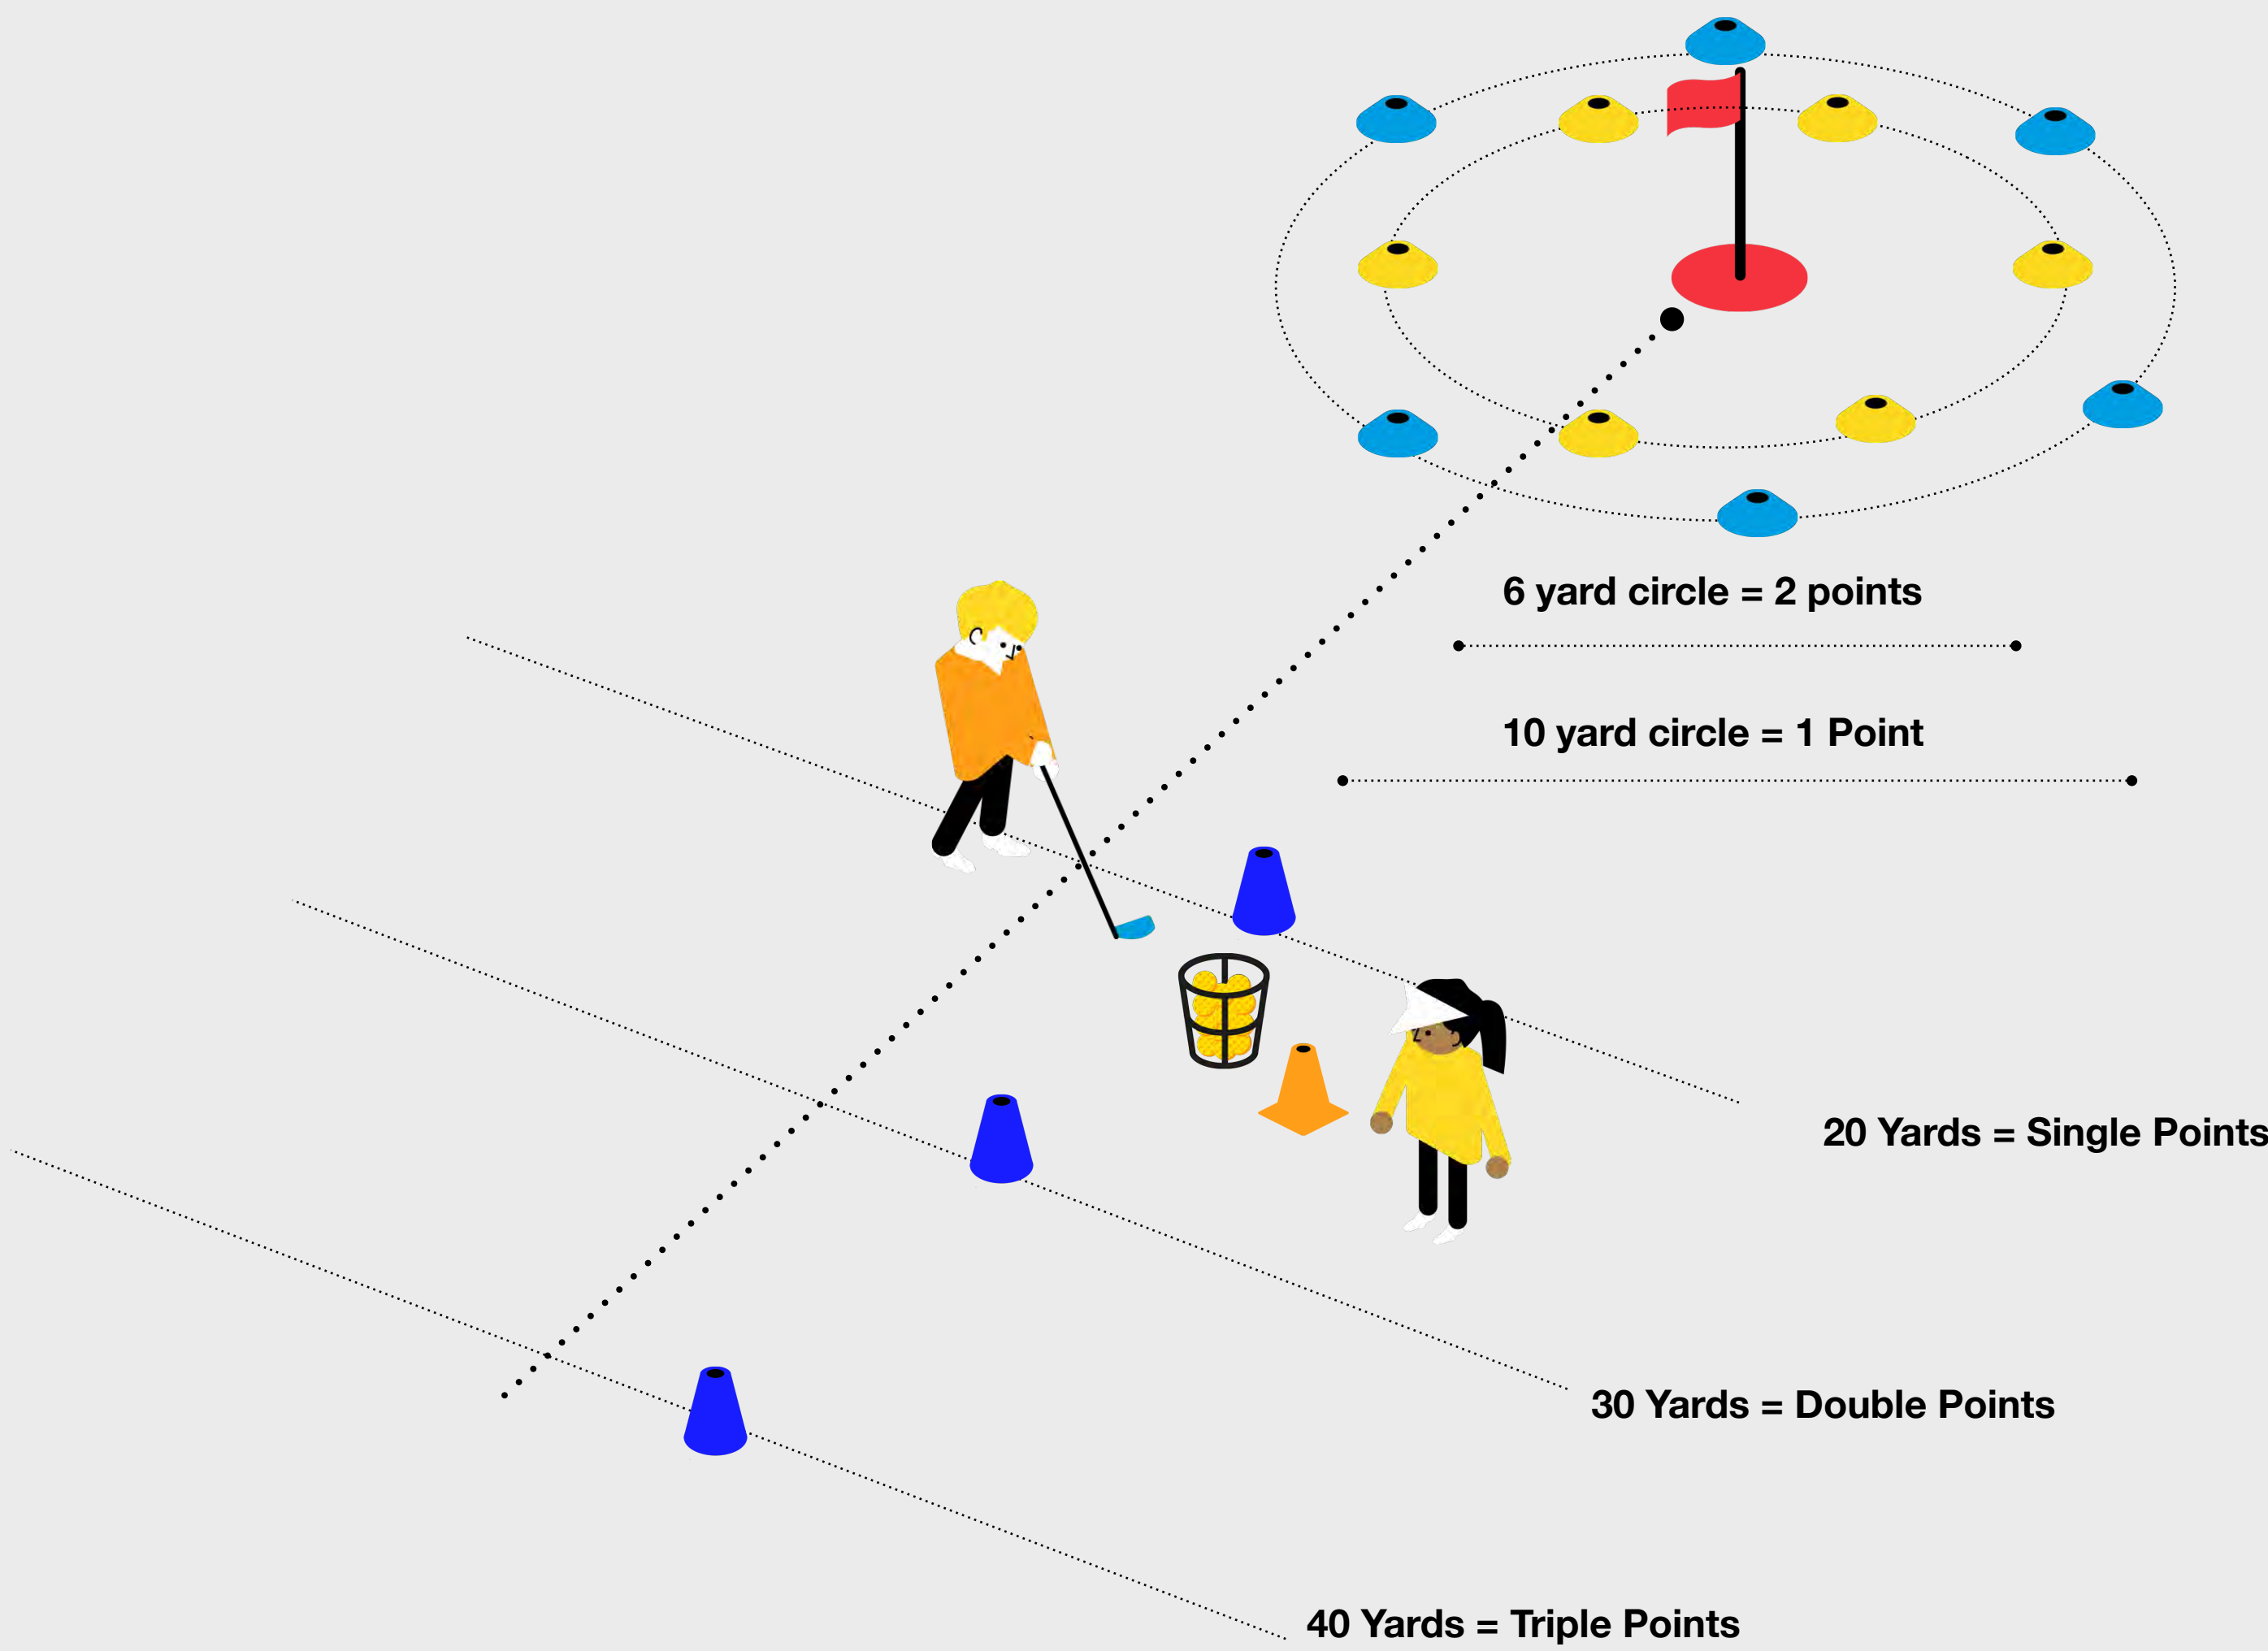 6 yard circle = 2 points
10 yard circle = 1 Point
20 Yards = Single Points
30 Yards = Double Points
40 Yards = Triple Points